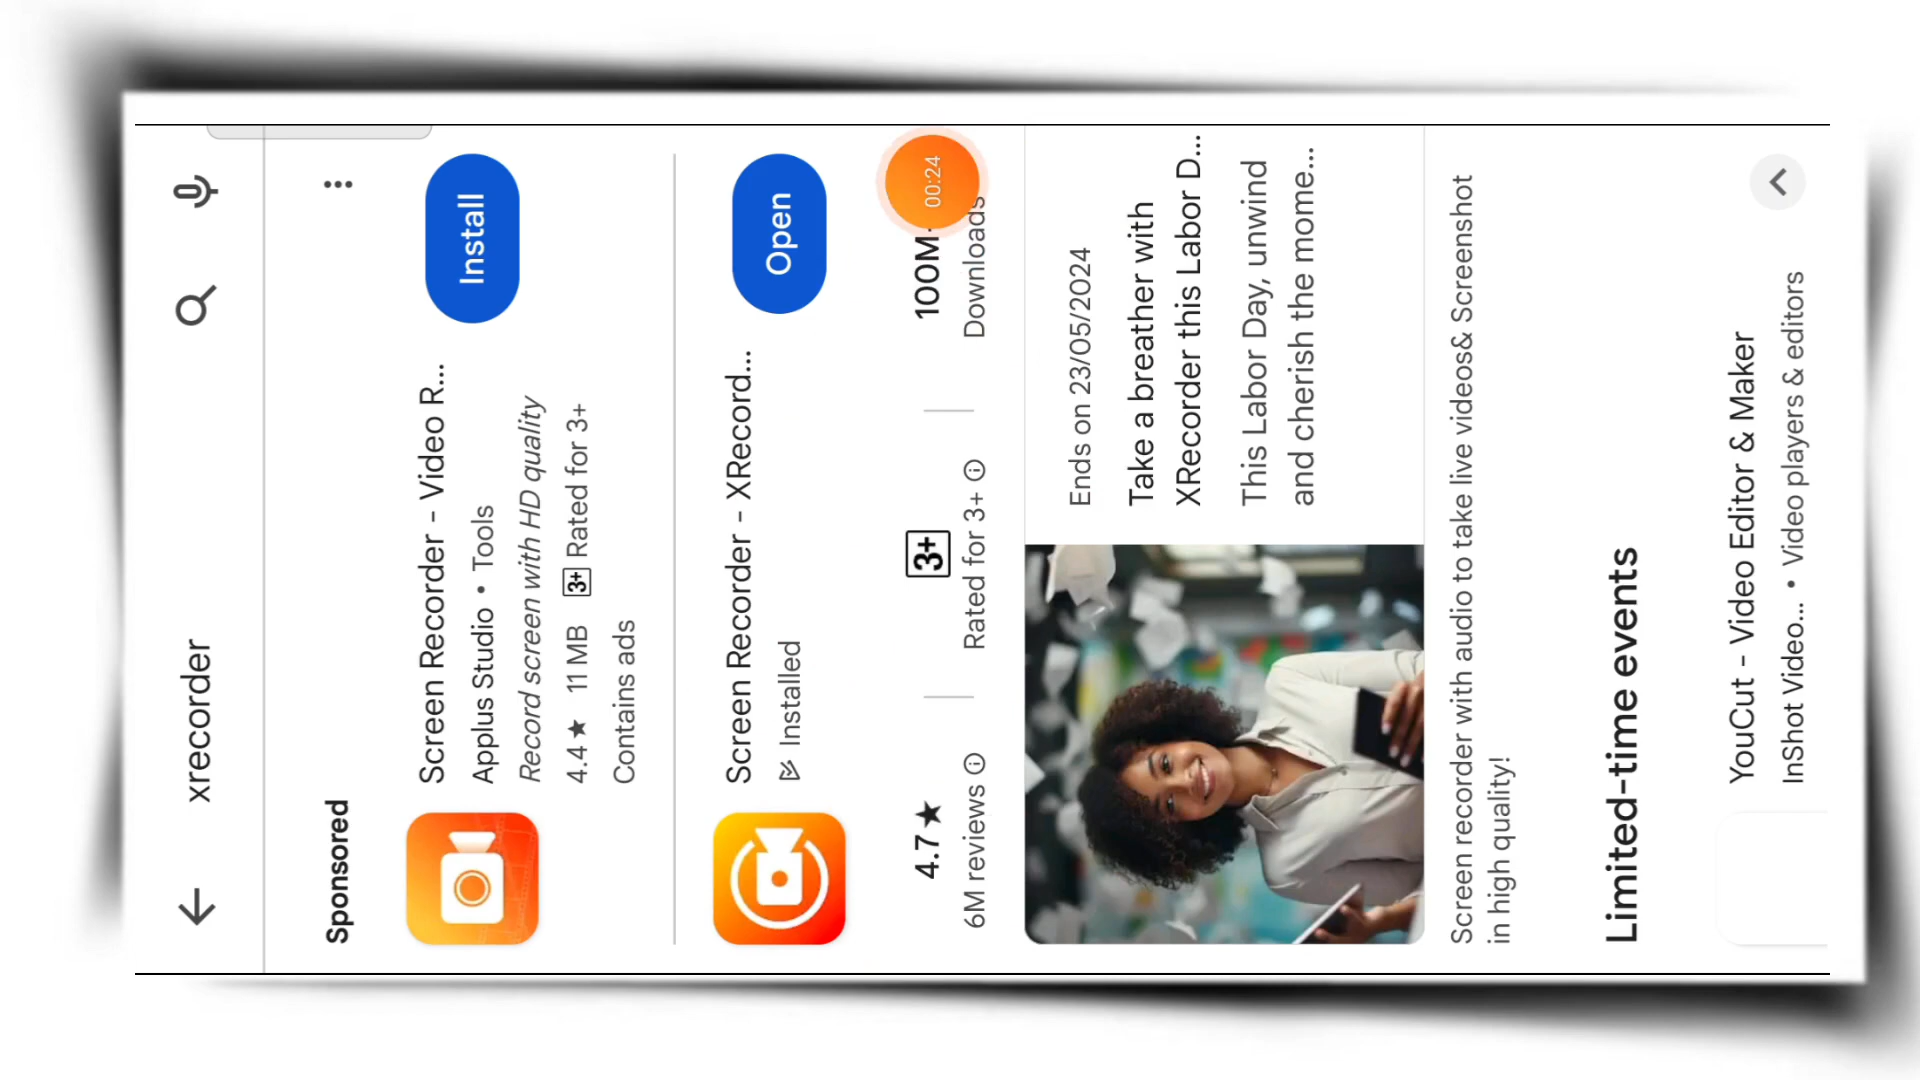 xrecorder
Sponsored
Screen Recorder - Video R...
Applus Studio • Tools
Record screen with HD quality
4.4★ 11 MB 3+ Rated for 3+
Contains ads
Install
Screen Recorder - XRecord...
Installed
Open
4.7★
6M reviews
3+
Rated for 3+
100M
Downloads
00:24
Ends on 23/05/2024
Take a breather with
XRecorder this Labor D...
This Labor Day, unwind
and cherish the mome...
Screen recorder with audio to take live videos& Screenshot
in high quality!
Limited-time events
YouCut - Video Editor & Maker
InShot Video... • Video players & editors